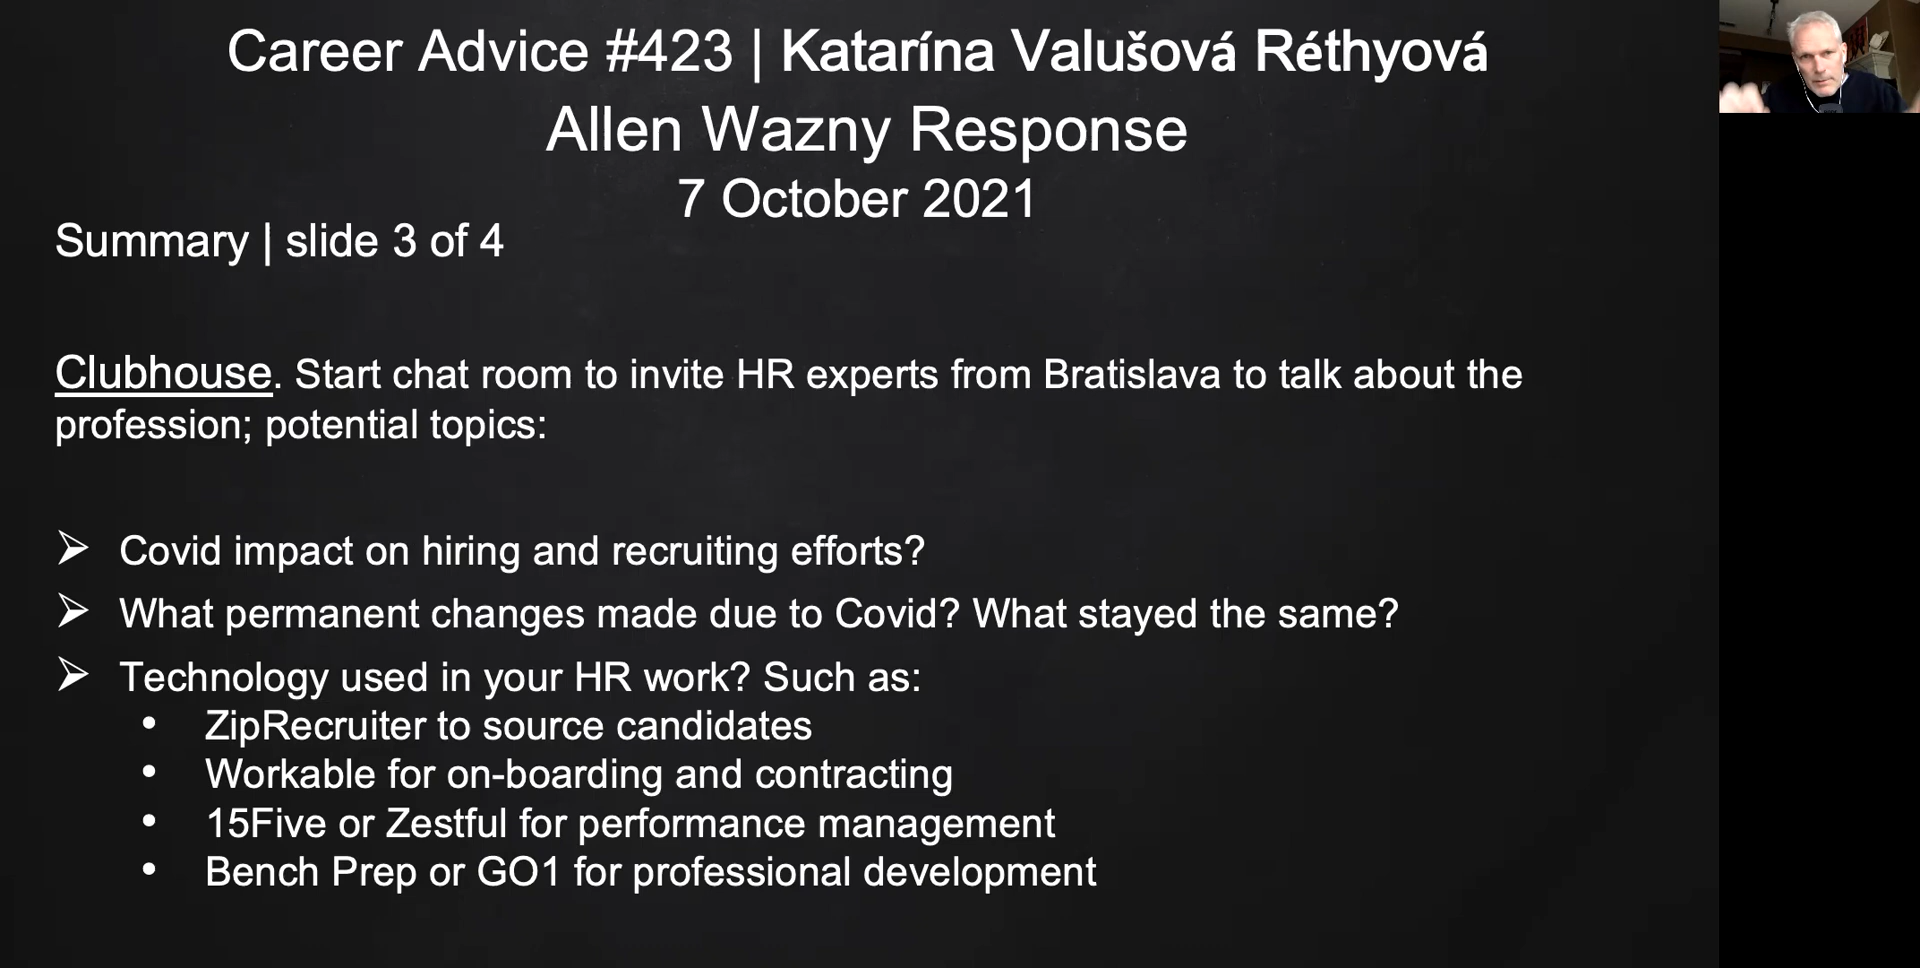 Career Advice #423 | Katarína Valušová Réthyová
Allen Wazny Response
7 October 2021
Summary | slide 3 of 4
Clubhouse. Start chat room to invite HR experts from Bratislava to talk about the
profession; potential topics:
➢ Covid impact on hiring and recruiting efforts?
➢ What permanent changes made due to Covid? What stayed the same?
➢ Technology used in your HR work? Such as:
• ZipRecruiter to source candidates
• Workable for on-boarding and contracting
• 15Five or Zestful for performance management
• Bench Prep or GO1 for professional development